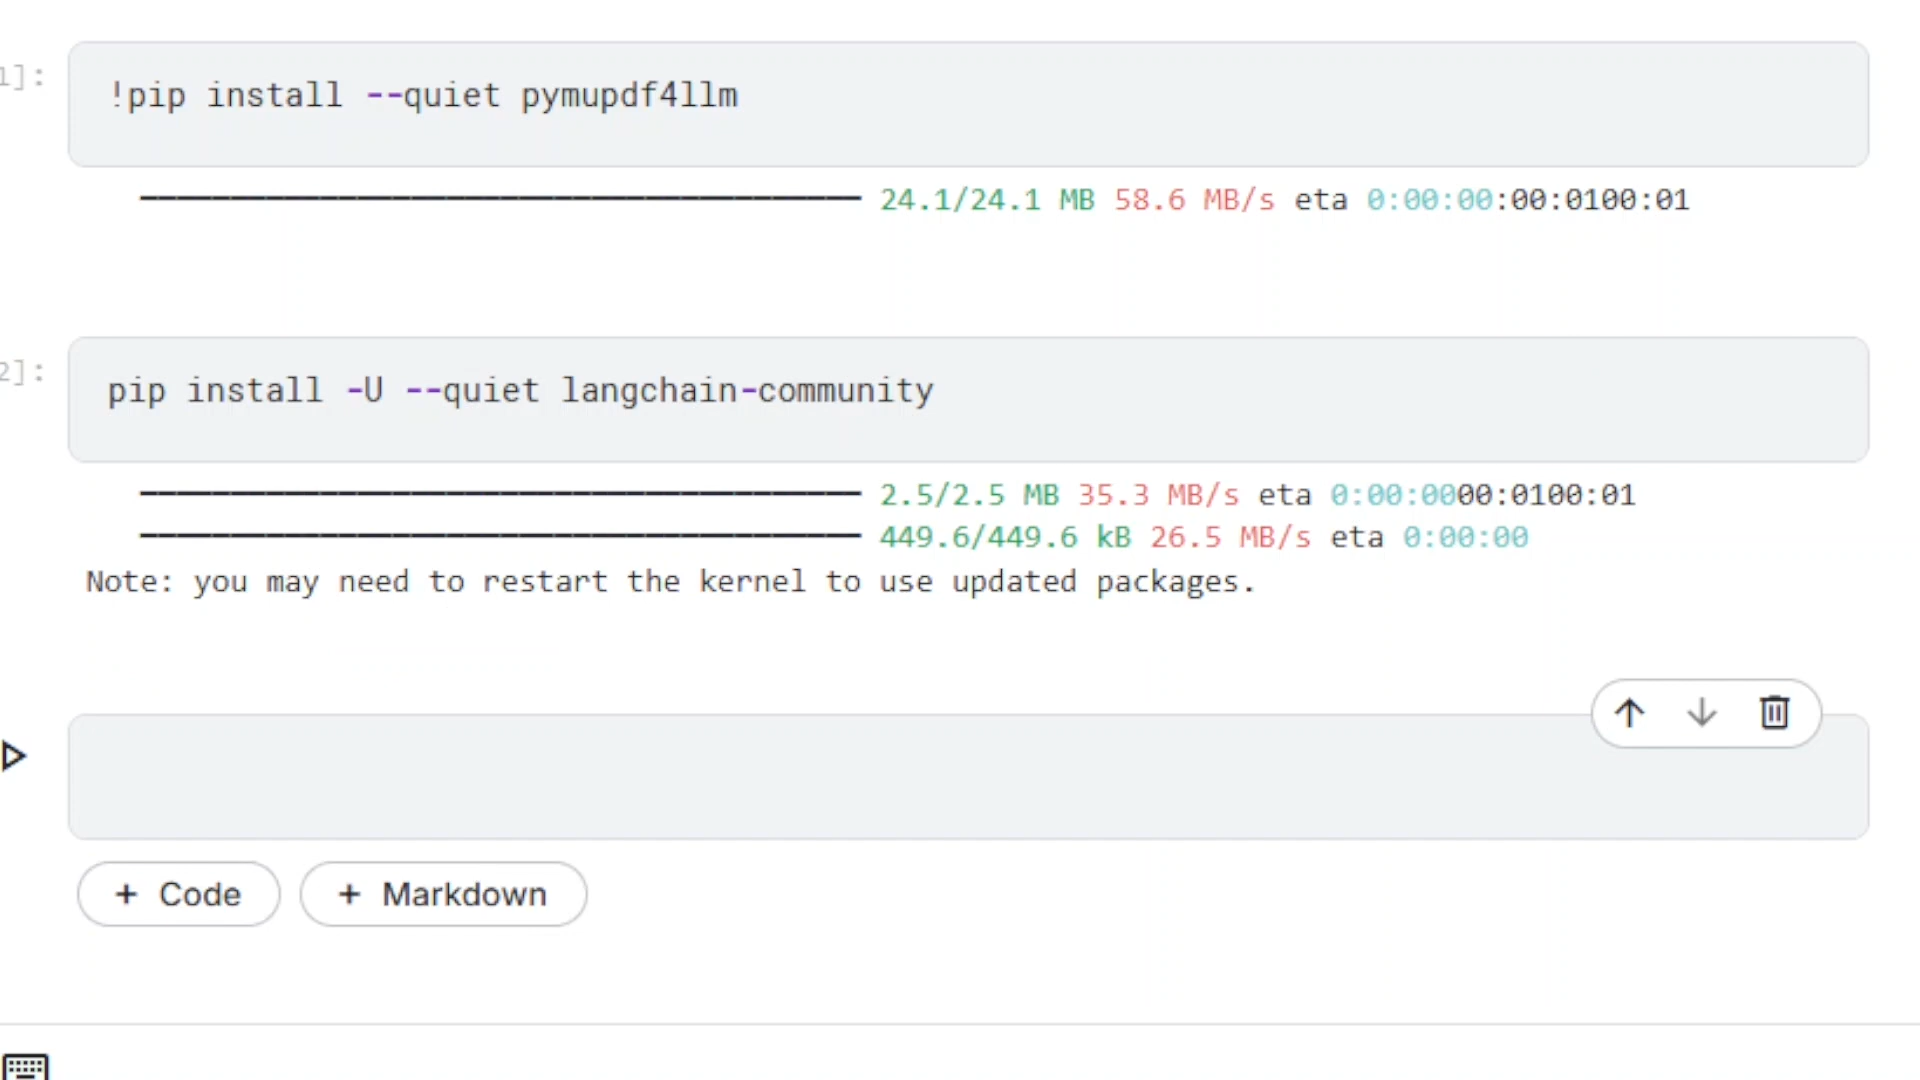 1]:
!pip install --quiet pymupdf4llm
24.1/24.1 MB 58.6 MB/s eta 0:00:00:00:0100:01
2]:
pip install -U --quiet langchain-community
2.5/2.5 MB 35.3 MB/s eta 0:00:0000:0100:01
449.6/449.6 kB 26.5 MB/s eta 0:00:00
Note: you may need to restart the kernel to use updated packages.
+ Code + Markdown